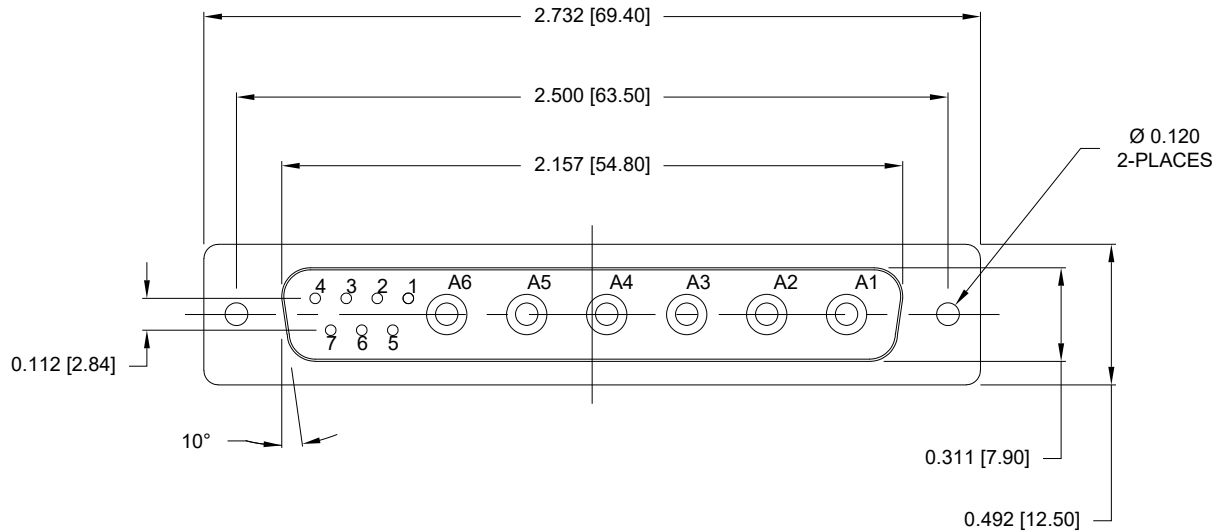 2.732 [69.40]
2.500 [63.50]
Ø 0.120
2-PLACES
2.157 [54.80]
4 3 2 1 A6 A5 A4 A3 A2 A1
7 6 5
0.112 [2.84]
10°
0.311 [7.90]
0.492 [12.50]